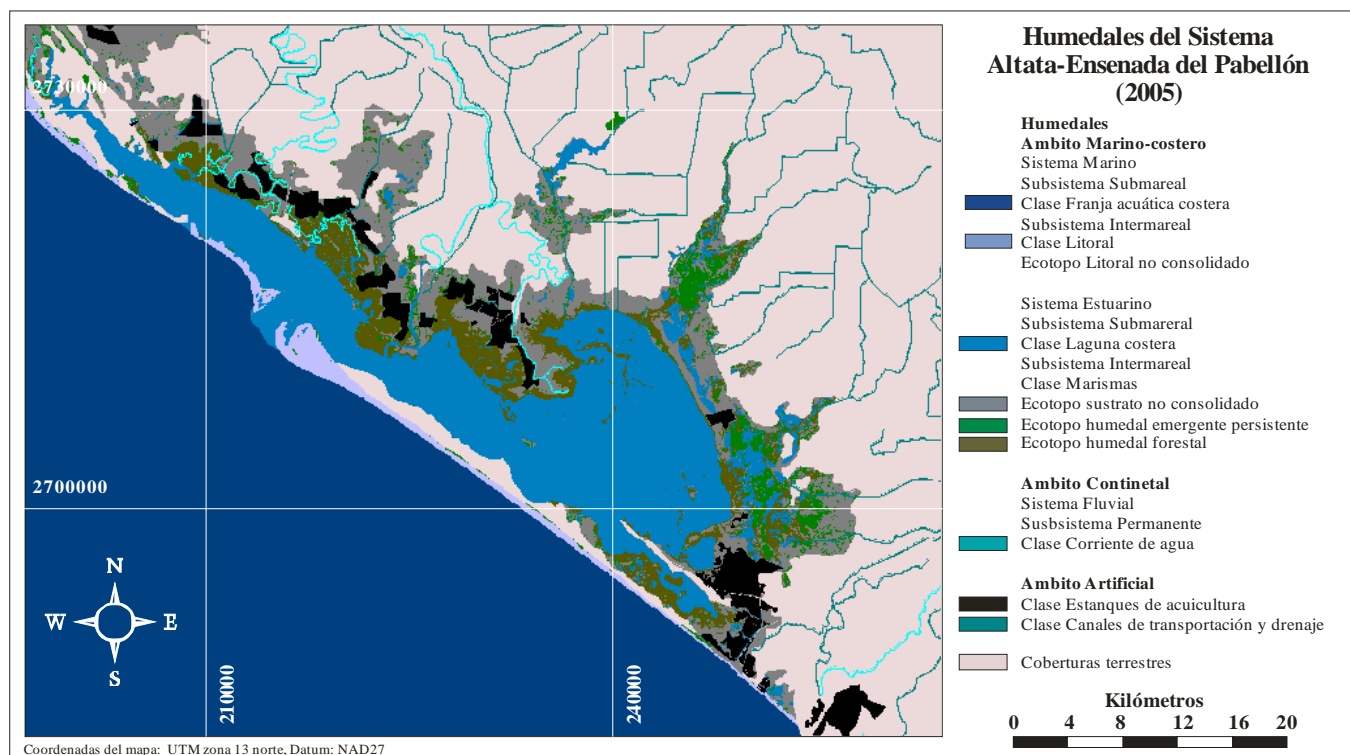 Humedales del Sistema
Altata-Ensenada del Pabellón
(2005)
Humedales
Ambito Marino-costero
Sistema Marino
Subsistema Submareal
Clase Franja acuática costera
Subsistema Intermareal
Clase Litoral
Ecotopo Litoral no consolidado
Sistema Estuarino
Subsistema Submareral
Clase Laguna costera
Subsistema Intermareal
Clase Marismas
Ecotopo sustrato no consolidado
Ecotopo humedal emergente persistente
Ecotopo humedal forestal
Ambito Continetal
Sistema Fluvial
Susbsistema Permanente
Clase Corriente de agua
Ambito Artificial
Clase Estanques de acuicultura
Clase Canales de transportación y drenaje
Coberturas terrestres
Kilómetros
0 4 8 12 16 20
2730000
2700000
210000
240000
N
W E
S
Coordenadas del mapa: UTM zona 13 norte, Datum: NAD27